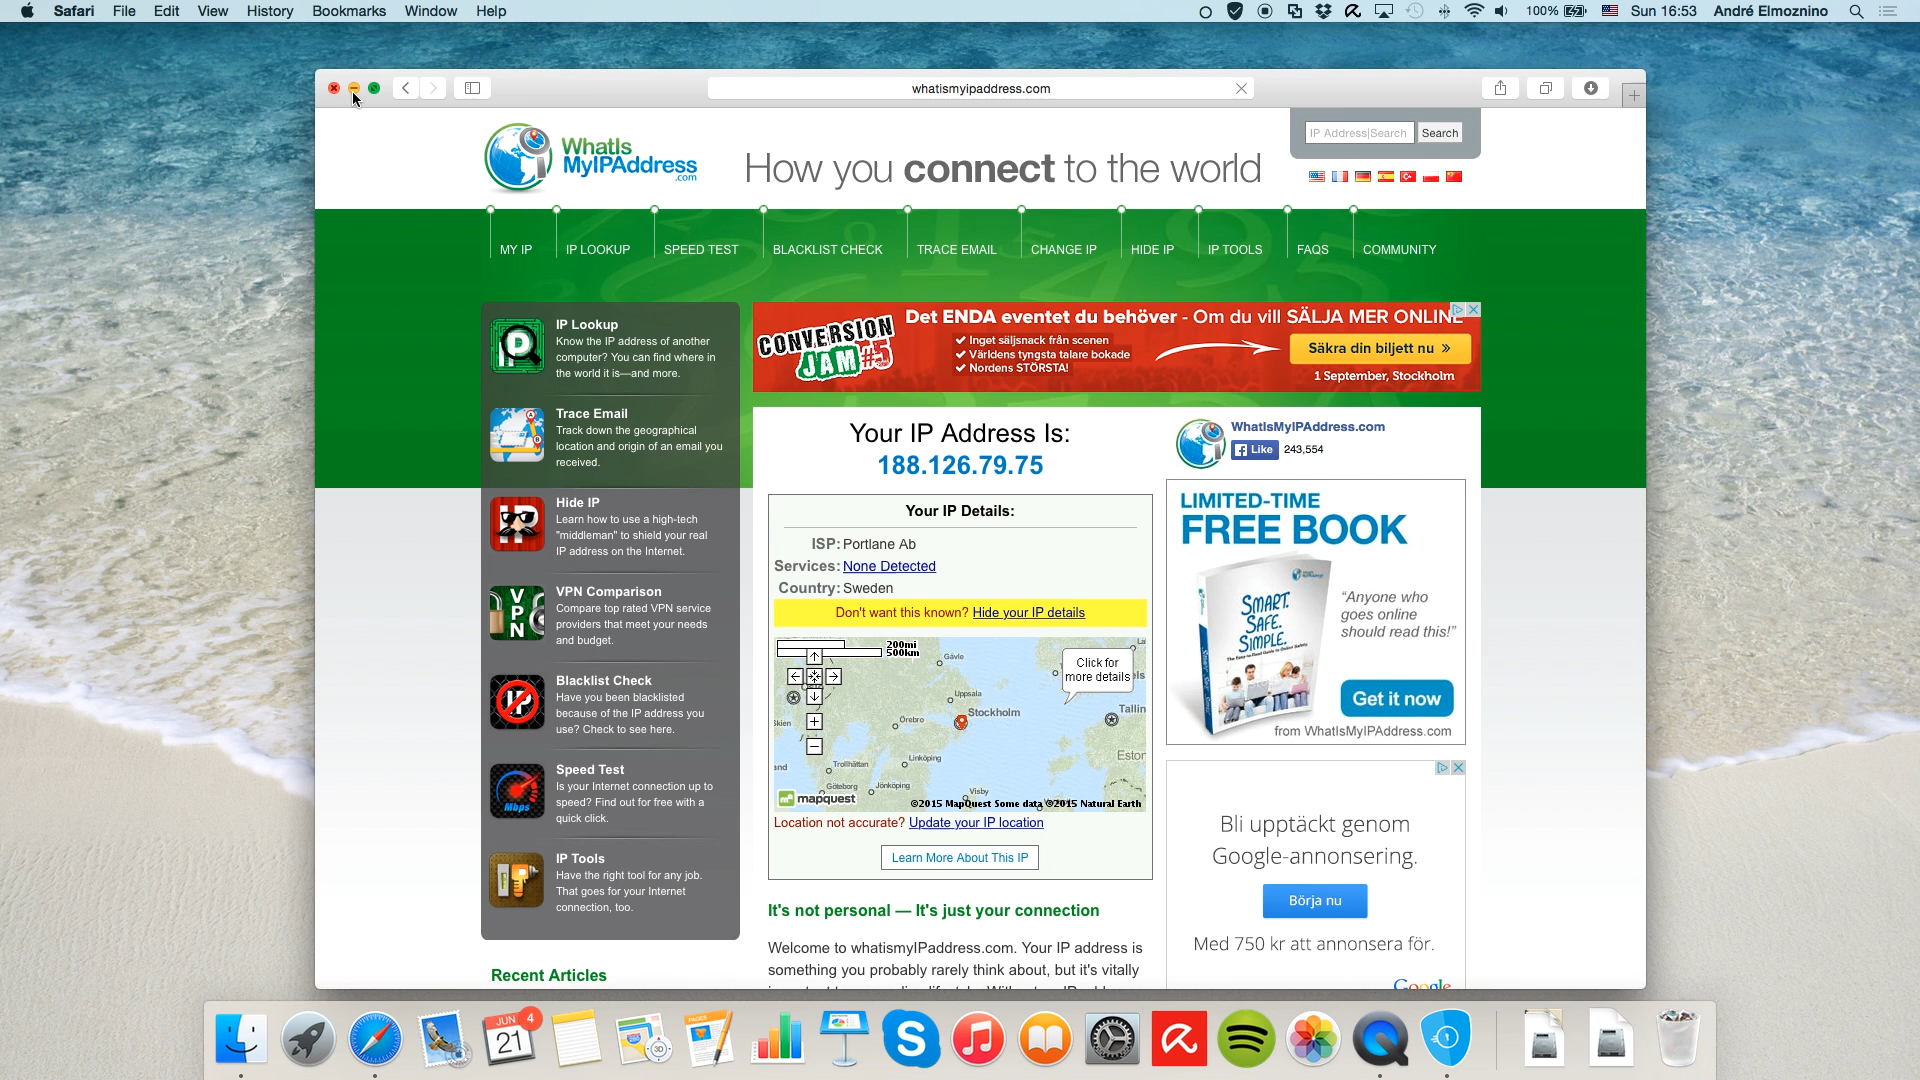 Safari File Edit View History Bookmarks Window Help
100% Sun 16:53 André Elmoznino
whatismyipaddress.com
WhatIs
MyIPAddress
.com
How you connect to the world
IP Address|Search Search
MY IP IP LOOKUP SPEED TEST BLACKLIST CHECK TRACE EMAIL CHANGE IP HIDE IP IP TOOLS FAQS COMMUNITY
IP Lookup
Know the IP address of another
computer? You can find where in
the world it is—and more.
Trace Email
Track down the geographical
location and origin of an email you
received.
Hide IP
Learn how to use a high-tech
"middleman" to shield your real
IP address on the Internet.
VPN
VPN Comparison
Compare top rated VPN service
providers that meet your needs
and budget.
Blacklist Check
Have you been blacklisted
because of the IP address you
use? Check to see here.
Mbps
Speed Test
Is your Internet connection up to
speed? Find out for free with a
quick click.
IP Tools
Have the right tool for any job.
That goes for your Internet
connection, too.
Recent Articles
CONVERSION
JAM #5
Det ENDA eventet du behöver - Om du vill SÄLJA MER ONLINE
Inget säljsnack från scenen
Världens tyngsta talare bokade
Nordens STÖRSTA!
Säkra din biljett nu »
1 September, Stockholm
Your IP Address Is:
188.126.79.75
Your IP Details:
ISP: Portlane Ab
Services: None Detected
Country: Sweden
Don't want this known? Hide your IP details
200mi
500km
Gävle
Click for
more details
Uppsala
Stockholm
Tallin
Skien
Örebro
Eston
Linköping
Trollhättan
Göteborg
Jönköping
Visby
mapquest
©2015 MapQuest Some data ©2015 Natural Earth
Location not accurate? Update your IP location
Learn More About This IP
It's not personal — It's just your connection
Welcome to whatismyIPaddress.com. Your IP address is
something you probably rarely think about, but it's vitally
WhatIsMyIPAddress.com
Like 243,554
LIMITED-TIME
FREE BOOK
SMART.
SAFE.
SIMPLE.
"Anyone who
goes online
should read this!"
Get it now
from WhatIsMyIPAddress.com
Bli upptäckt genom
Google-annonsering.
Börja nu
Med 750 kr att annonsera för.
Google
JUN 4
21
PAGES